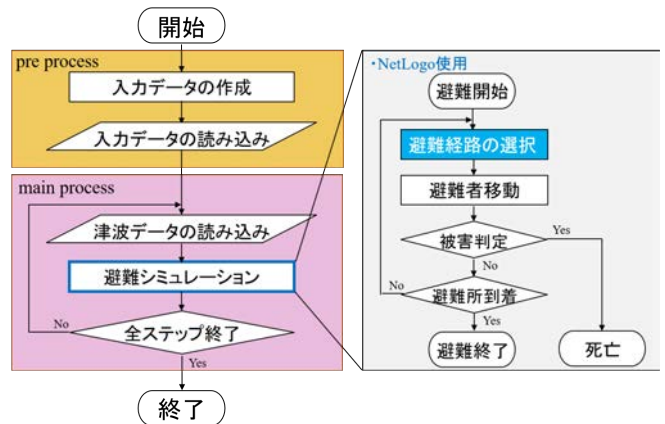 開始
pre process
入力データの作成
入力データの読み込み
main process
津波データの読み込み
避難シミュレーション
No
全ステップ終了
Yes
終了
・NetLogo使用
避難開始
避難経路の選択
避難者移動
被害判定
Yes
No
No
避難所到着
Yes
避難終了
死亡